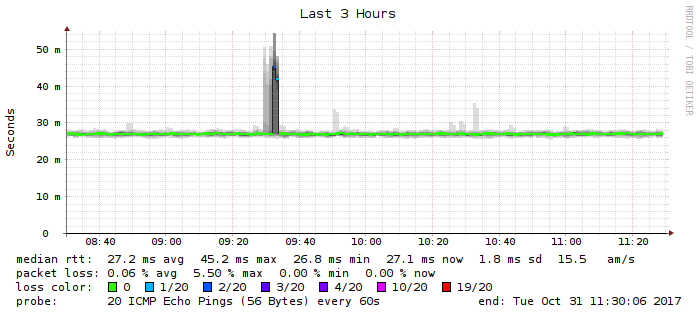 Last 3 Hours
RRDTOOL / TOBI OETIKER
Seconds
50 m
40 m
30 m
20 m
10 m
0
08:40 09:00 09:20 09:40 10:00 10:20 10:40 11:00 11:20
median rtt: 27.2 ms avg 45.2 ms max 26.8 ms min 27.1 ms now 1.8 ms sd 15.5 am/s
packet loss: 0.06 % avg 5.50 % max 0.00 % min 0.00 % now
loss color: 0 1/20 2/20 3/20 4/20 10/20 19/20
probe: 20 ICMP Echo Pings (56 Bytes) every 60s end: Tue Oct 31 11:30:06 2017